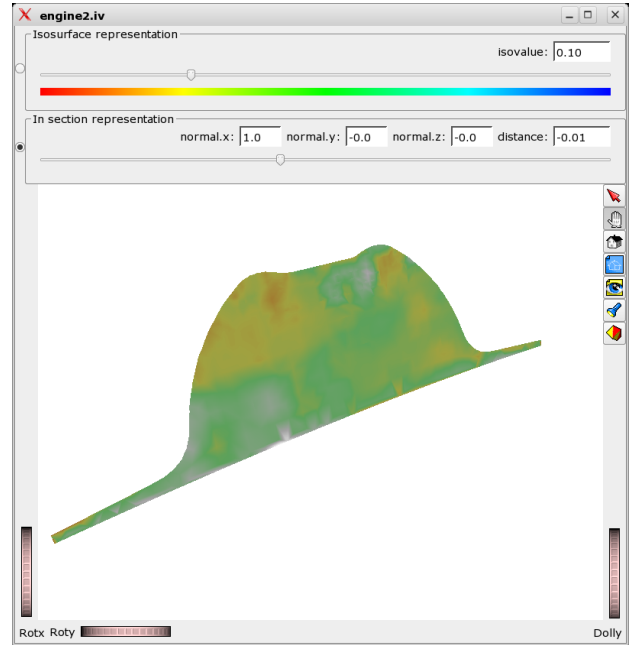 engine2.iv
Isosurface representation
isovalue: 0.10
In section representation
normal.x: 1.0 normal.y: -0.0 normal.z: -0.0 distance: -0.01
Rotx Roty Dolly